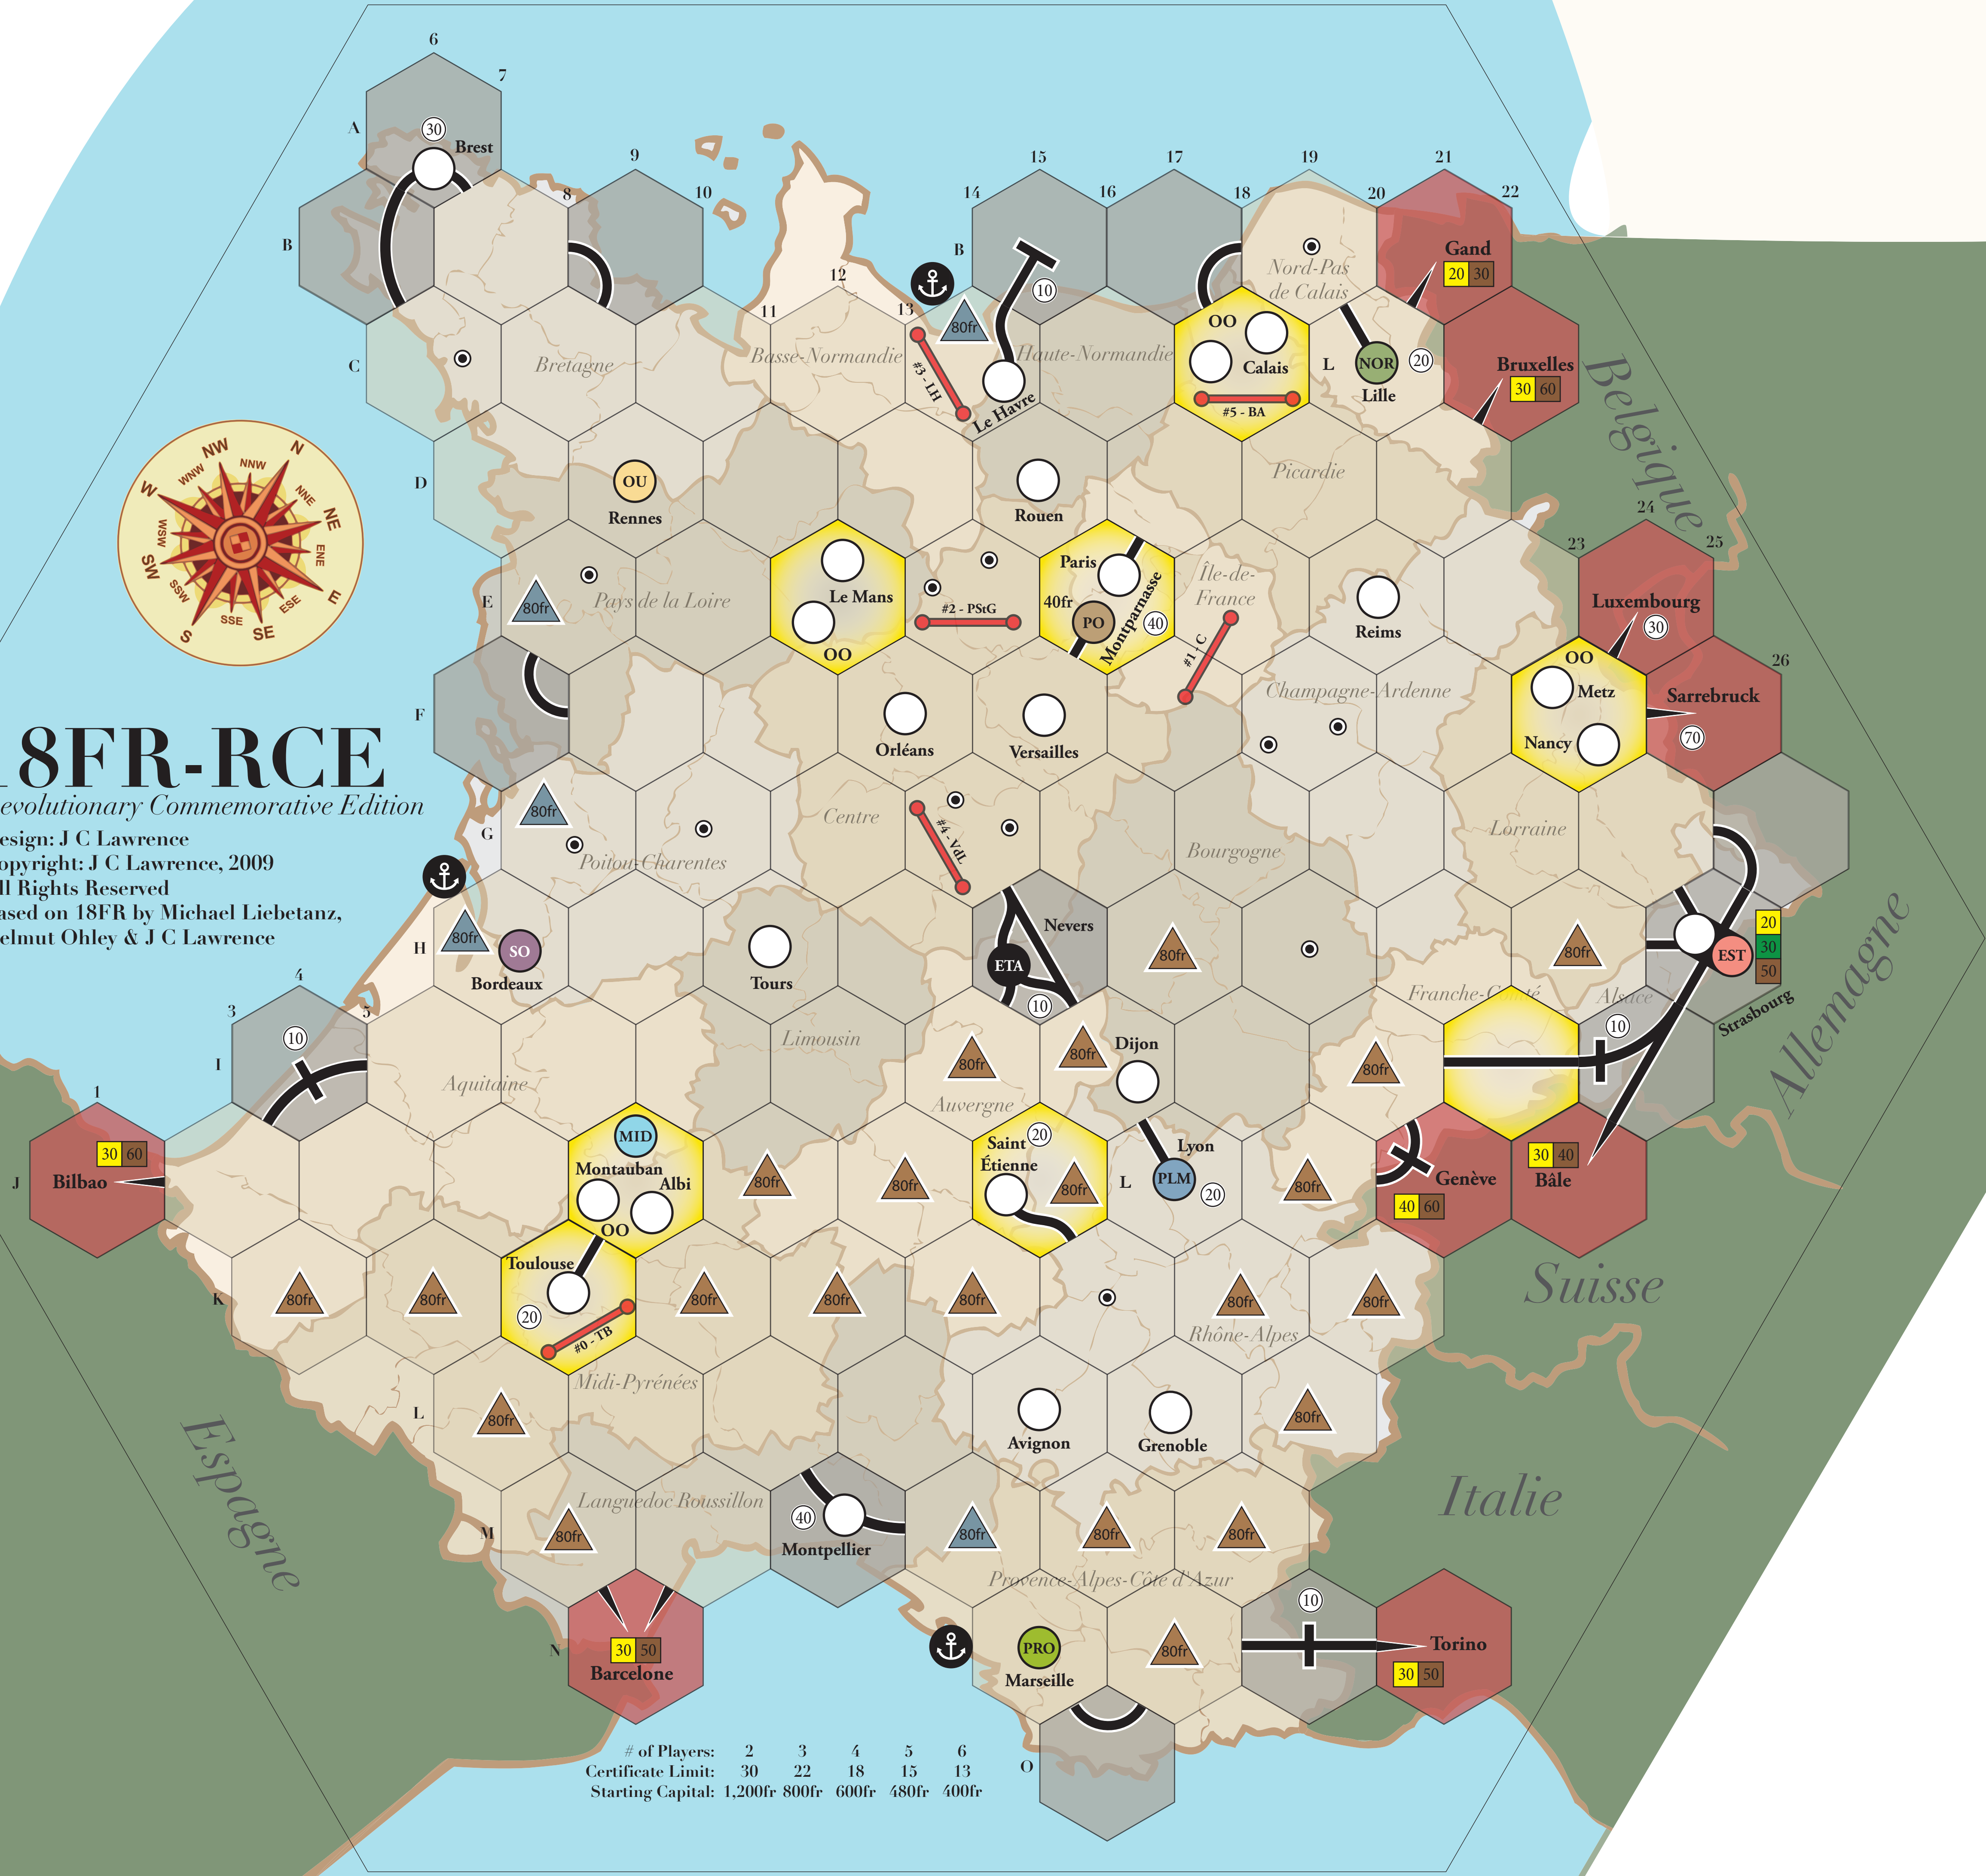 6
7
A
30
Brest
9
15
17
19
21
8
10
14
16
18
20
22
B
B
Gand
20 30
Nord-Pas
de Calais
12
10
11
13
80fr
OO
C
Bretagne
Basse-Normandie
#3 - LH
Haute-Normandie
Calais
L
NOR
20
Bruxelles
30 60
Lille
Le Havre
#5 - BA
Belgique
N
NNE
NE
ENE
E
ESE
SE
SSE
S
SSW
SW
WSW
W
WNW
NW
NNW
D
OU
Rennes
Rouen
Picardie
24
23
25
E
80fr
Pays de la Loire
Le Mans
OO
#2 - PStG
Paris
40fr
PO
Montparnasse
40
Île-de-
France
#1 - C
Reims
Luxembourg
30
26
F
Orléans
Versailles
Champagne-Ardenne
OO
Metz
Nancy
Sarrebruck
70
18FR-RCE
evolutionary Commemorative Edition
esign: J C Lawrence
opyright: J C Lawrence, 2009
ll Rights Reserved
ased on 18FR by Michael Liebetanz,
elmut Ohley & J C Lawrence
G
80fr
Poitou-Charentes
Centre
#4 - VPL
Bourgogne
Lorraine
H
80fr
SO
Bordeaux
Tours
Nevers
ETA
10
80fr
80fr
EST
20
30
50
Strasbourg
Allemagne
4
3
5
I
10
Aquitaine
Limousin
80fr
Auvergne
80fr
Dijon
80fr
Franche-Comté
Alsace
10
1
J
Bilbao
30 60
MID
Montauban
Albi
OO
80fr
80fr
Saint
Étienne
20
80fr
L
Lyon
PLM
20
80fr
Genève
40 60
30 40
Bâle
Suisse
K
80fr
80fr
Toulouse
20
#0 - TB
80fr
80fr
80fr
80fr
80fr
Rhône-Alpes
Midi-Pyrénées
L
80fr
Avignon
Grenoble
80fr
Espagne
Italie
M
80fr
Languedoc Roussillon
40
Montpellier
80fr
80fr
80fr
Provence-Alpes-Côte d'Azur
N
30 50
Barcelone
PRO
Marseille
80fr
10
Torino
30 50
O
# of Players: 2 3 4 5 6
Certificate Limit: 30 22 18 15 13
Starting Capital: 1,200fr 800fr 600fr 480fr 400fr